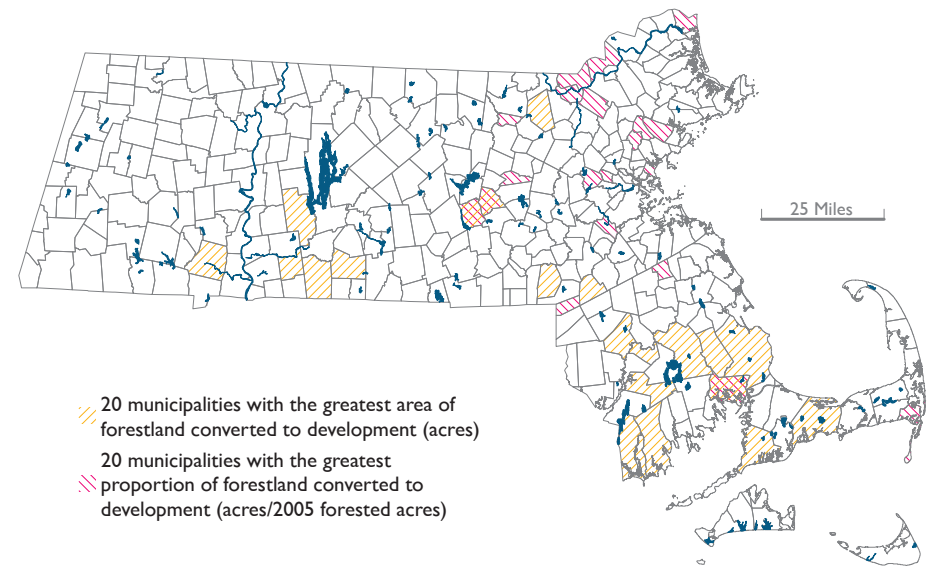 25 Miles
20 municipalities with the greatest area of
forestland converted to development (acres)
20 municipalities with the greatest
proportion of forestland converted to
development (acres/2005 forested acres)